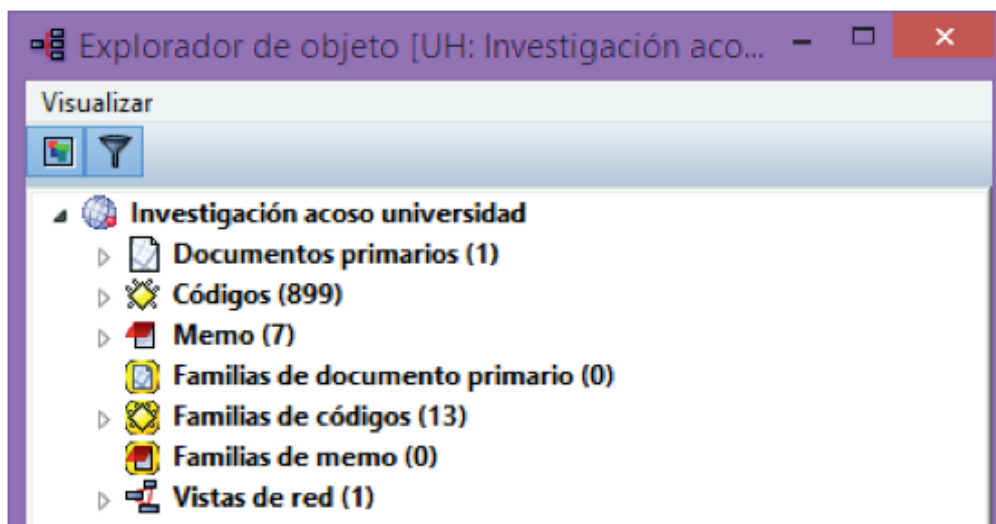 Explorador de objeto [UH: Investigación aco...
Visualizar
Investigación acoso universidad
Documentos primarios (1)
Códigos (899)
Memo (7)
Familias de documento primario (0)
Familias de códigos (13)
Familias de memo (0)
Vistas de red (1)